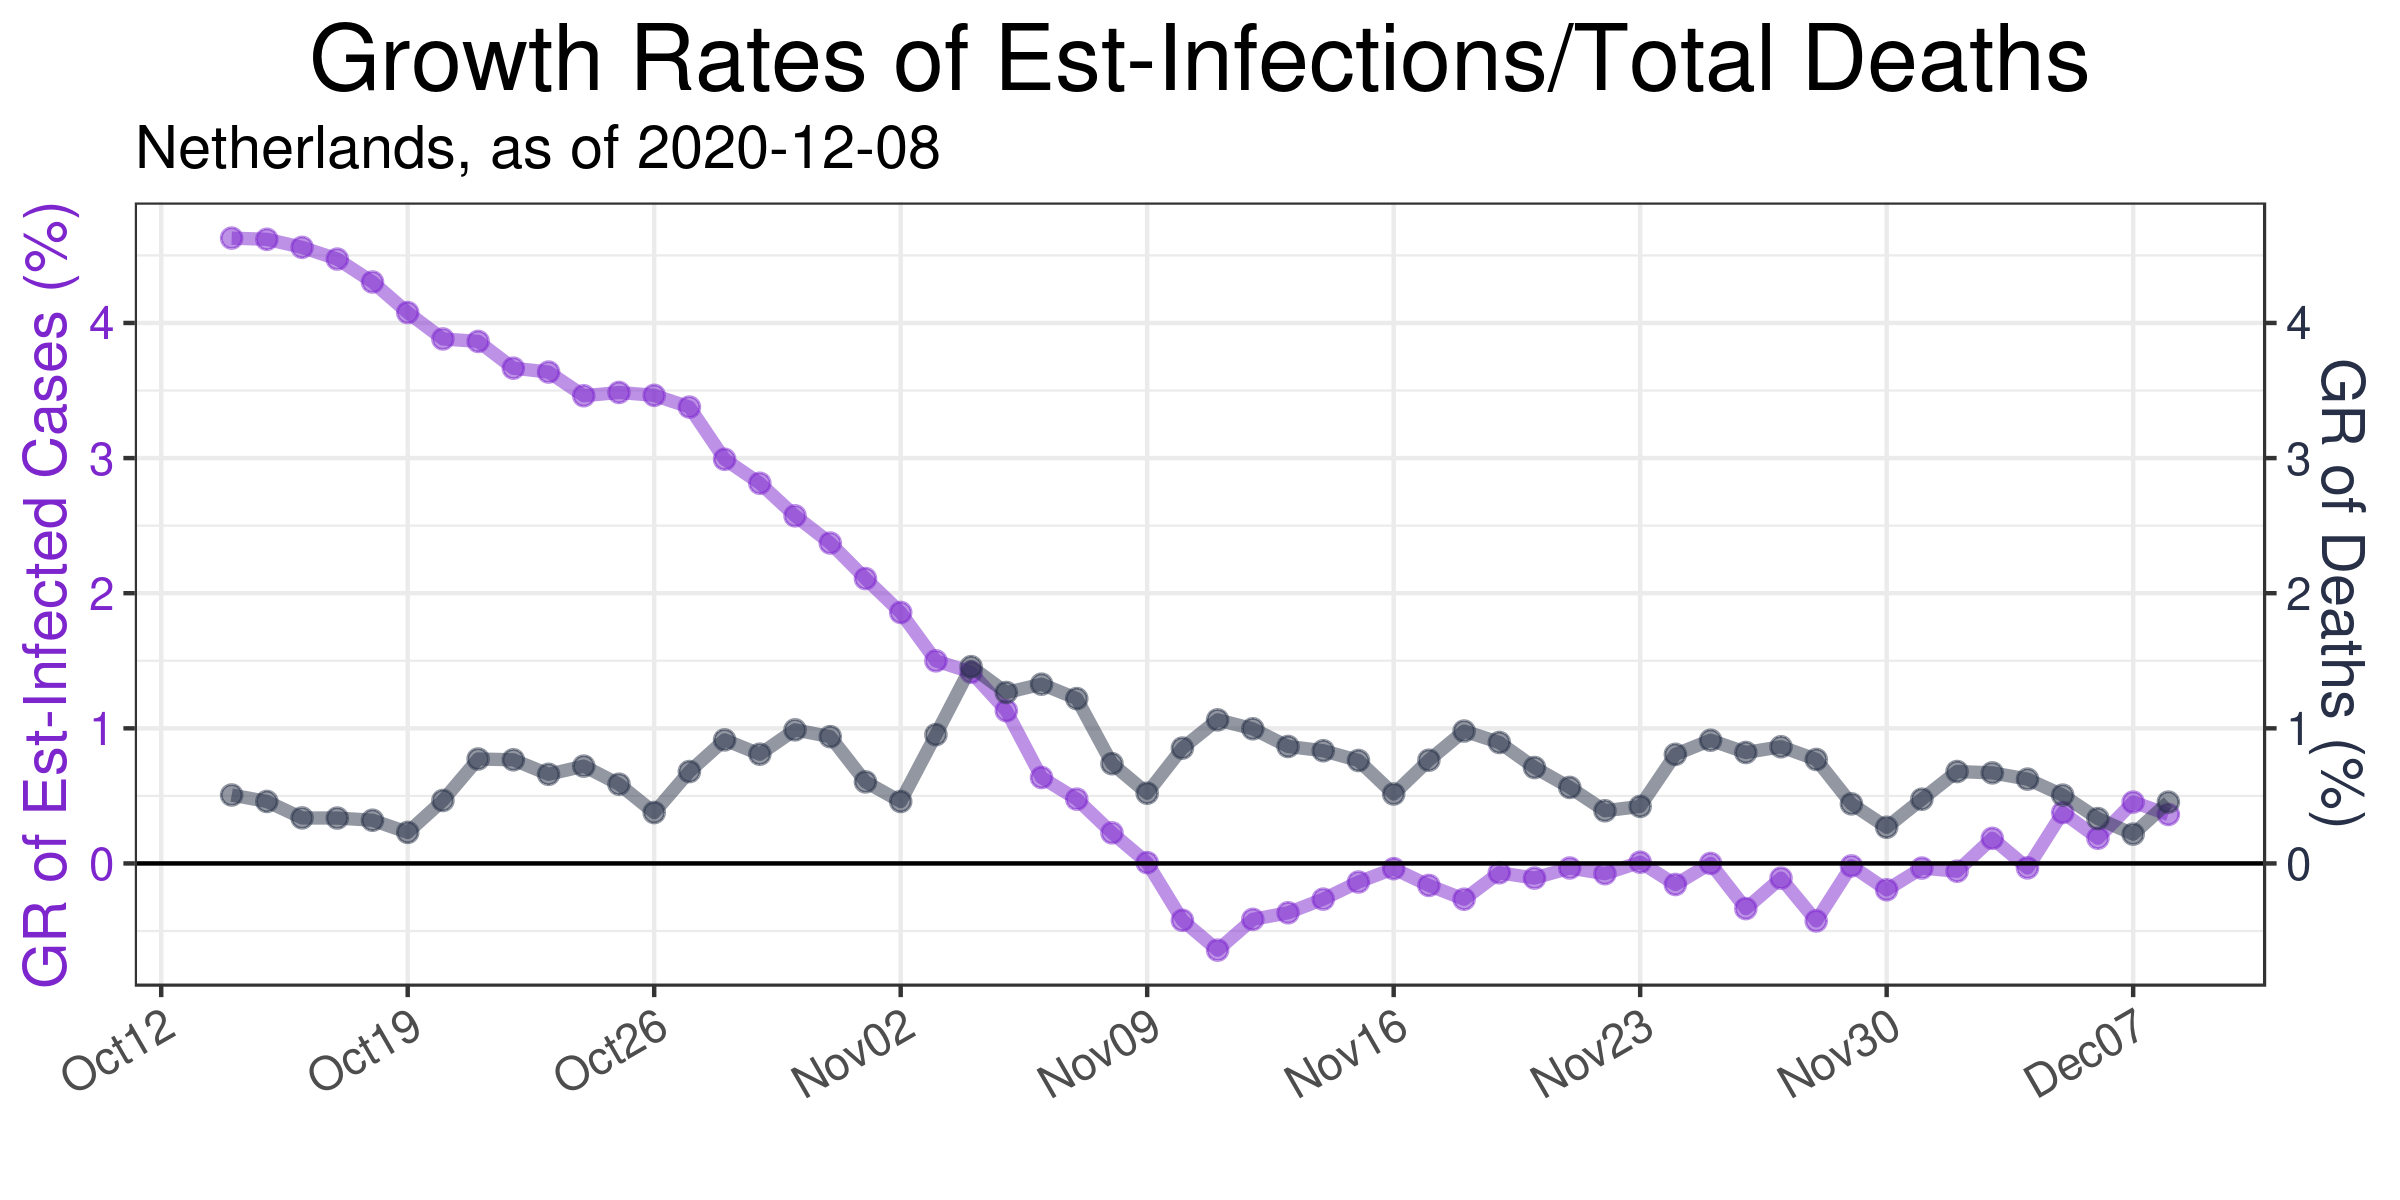 Growth Rates of Est-Infections/Total Deaths
Netherlands, as of 2020-12-08
GR of Est-Infected Cases (%)
4
3
2
1
0
4
3
2
1
0
GR of Deaths (%)
Oct12
Oct19
Oct26
Nov02
Nov09
Nov16
Nov23
Nov30
Dec07